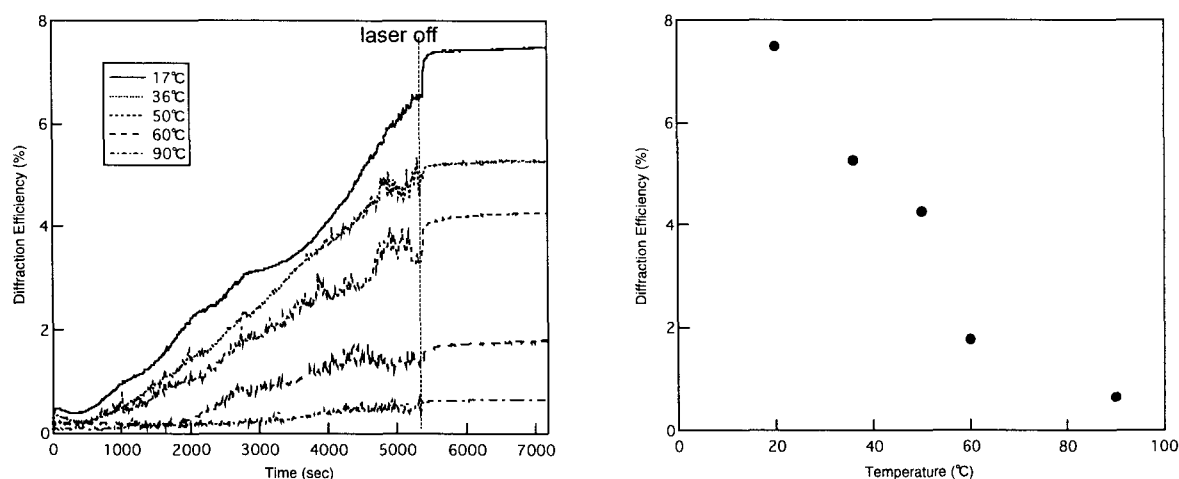 8
6
4
2
0
Diffraction Efficiency (%)
laser off
17℃
36℃
50℃
60℃
90℃
0 1000 2000 3000 4000 5000 6000 7000
Time (sec)
8
6
4
2
0
Diffraction Efficiency (%)
0 20 40 60 80 100
Temperature (℃)